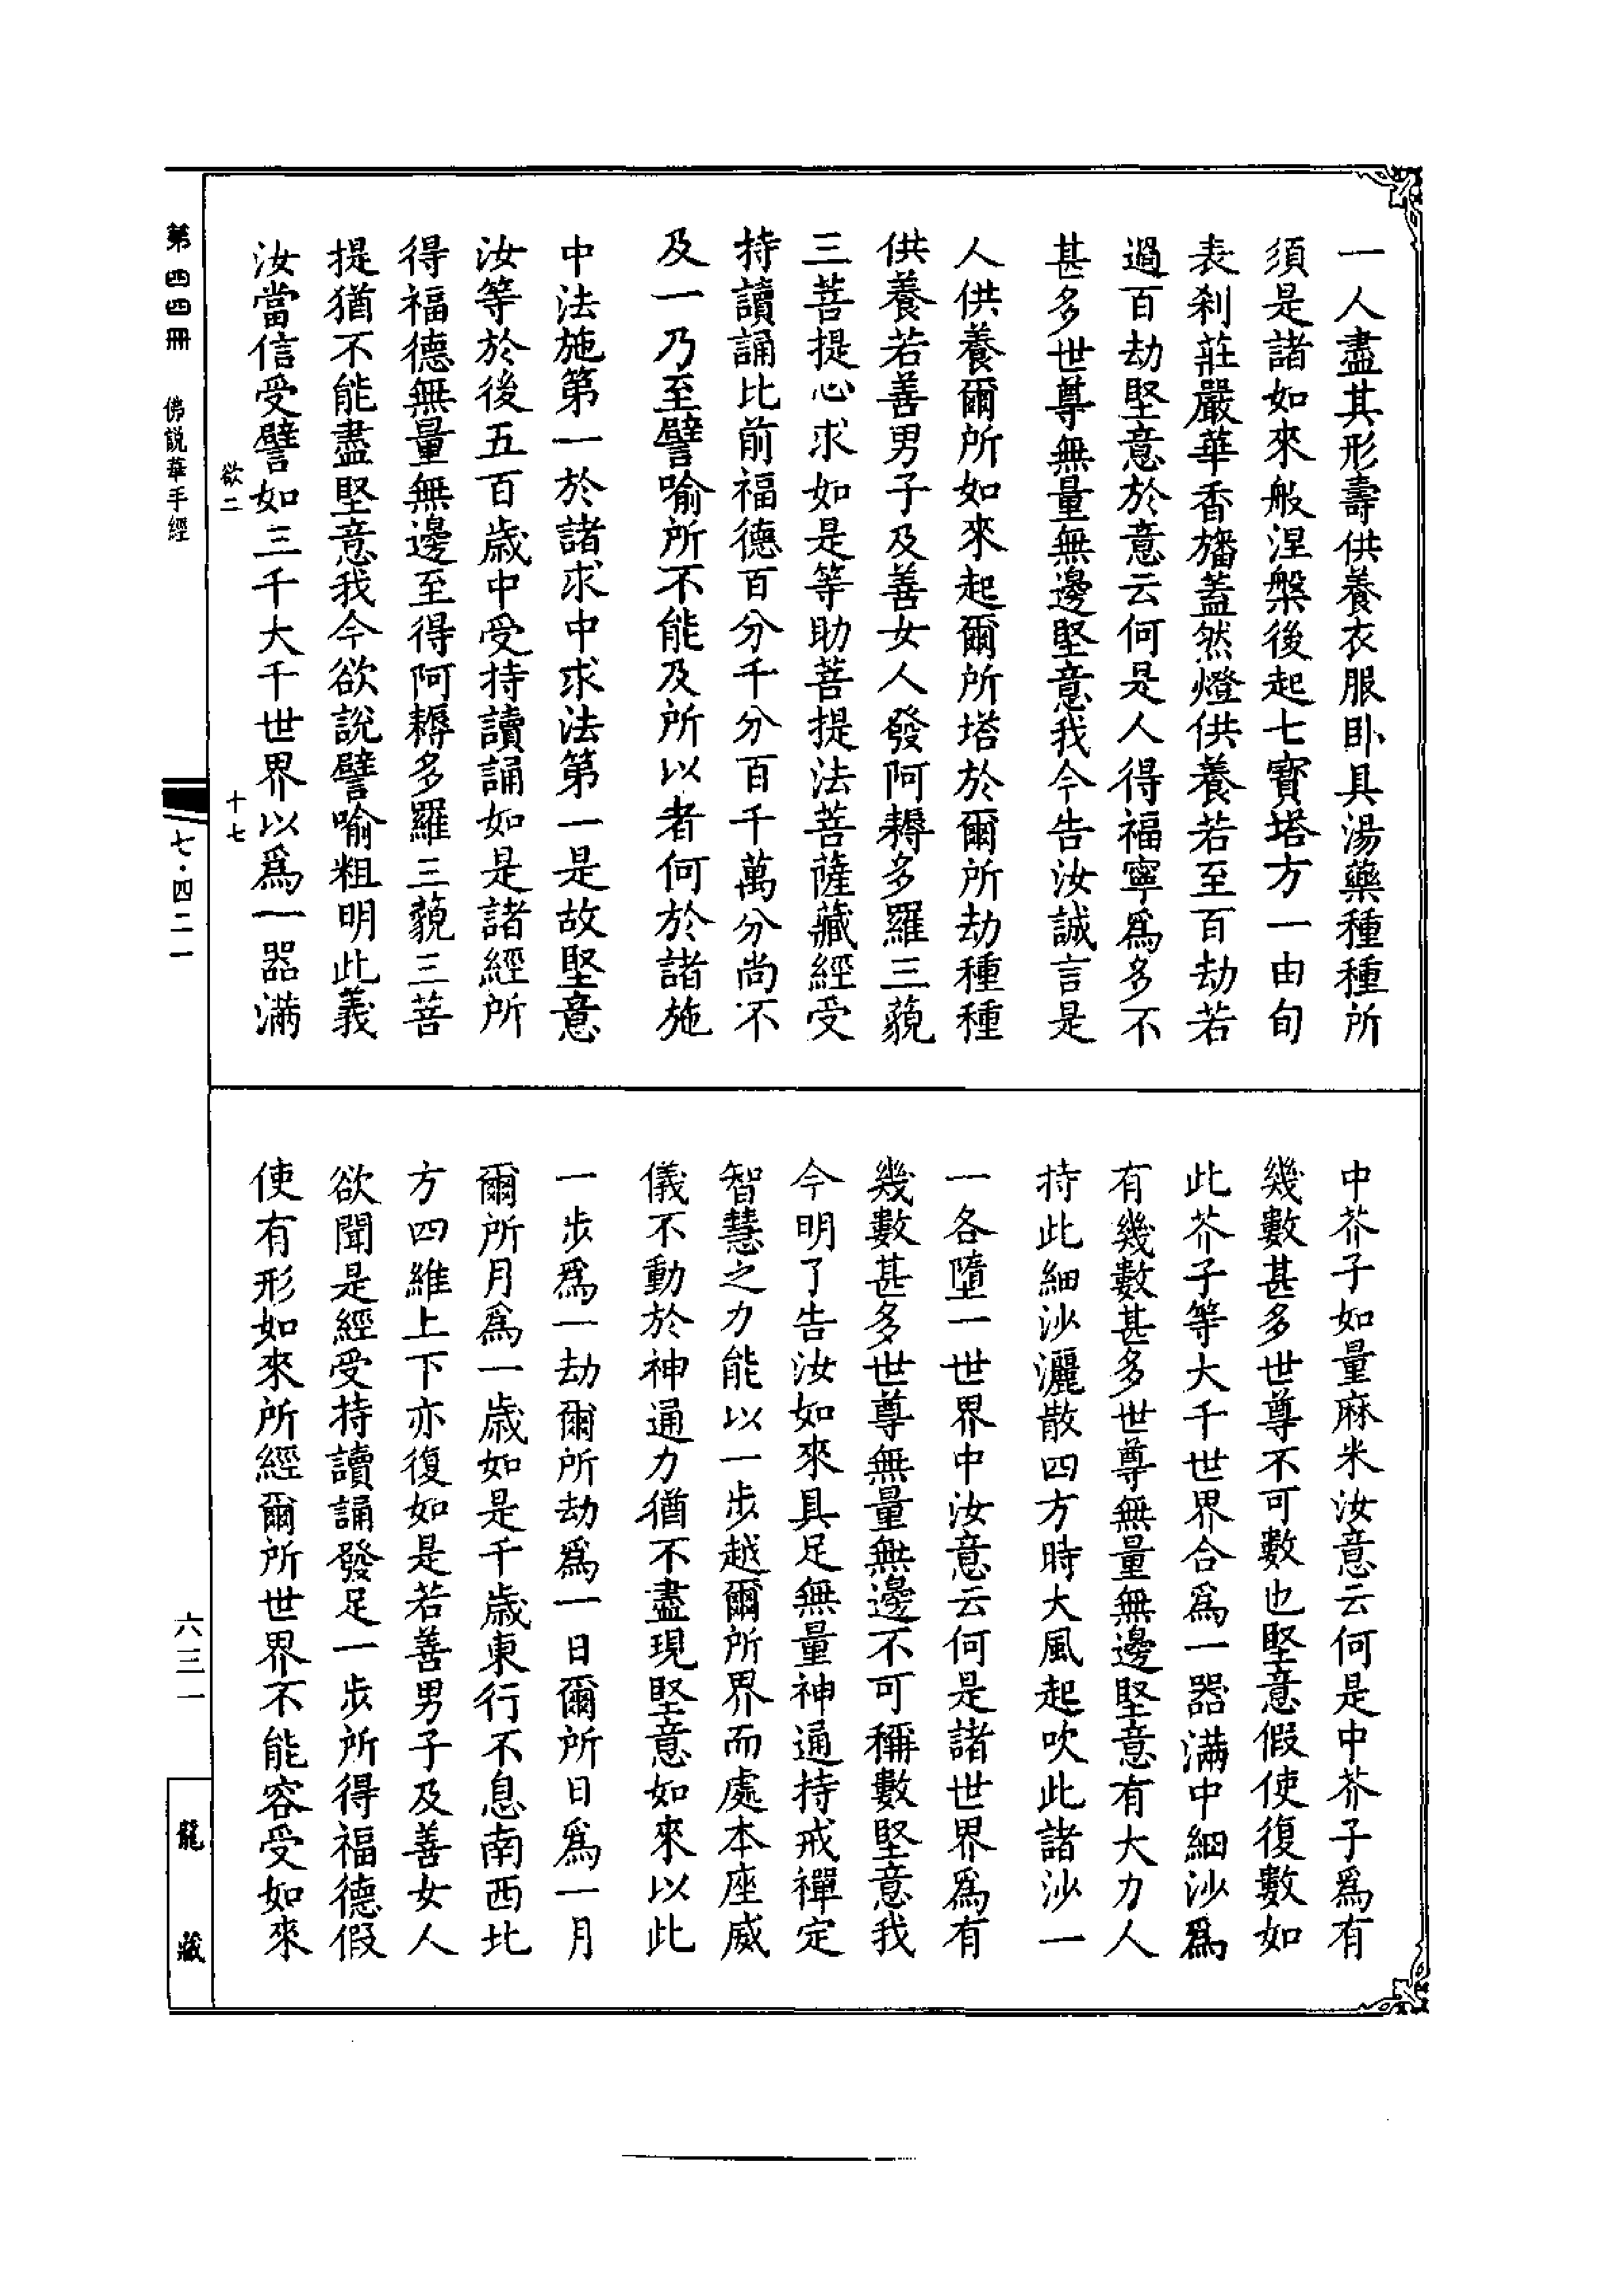 一人盡其形壽供養衣服卧具湯藥種種所
須是諸如來般涅槃後起七寶塔方一由旬
表刹莊嚴華香旛蓋然燈供養若至百劫若
過百劫堅意於意云何是人得福寧爲多不
甚多世尊無量無邊堅意我今告汝誠言是
人供養爾所如來起爾所塔於爾所劫種種
供養若善男子及善女人發阿耨多羅三藐
三菩提心求如是等助菩提法菩薩藏經受
持讀誦比前福德百分千分百千萬分尚不
及一乃至譬喻所不能及所以者何於諸施
中法施第一於諸求中求法第一是故堅意
汝等於後五百歲中受持讀誦如是諸經所
得福德無量無邊至得阿耨多羅三藐三菩
提猶不能盡堅意我今欲說譬喻粗明此義
汝當信受譬如三千大千世界以爲一器滿
中芥子如量麻米汝意云何是中芥子爲有
幾數甚多世尊不可數也堅意假使復數如
此芥子等大千世界合爲一器滿中細沙爲
有幾數甚多世尊無量無邊堅意有大力人
持此細沙灑散四方時大風起吹此諸沙一
一各墮一世界中汝意云何是諸世界爲有
幾數甚多世尊無量無邊不可稱數堅意我
今明了告汝如來具足無量神通持戒禪定
智慧之力能以一步越爾所界而處本座威
儀不動於神通力猶不盡現堅意如來以此
一步爲一劫爾所劫爲一日爾所日爲一月
爾所月爲一歲如是千歲東行不息南西北
方四維上下亦復如是若善男子及善女人
欲聞是經受持讀誦發足一步所得福德假
使有形如來所經爾所世界不能容受如來
欲二
十七
第四四冊 佛說華手經
七·四二一
六三一
龍藏